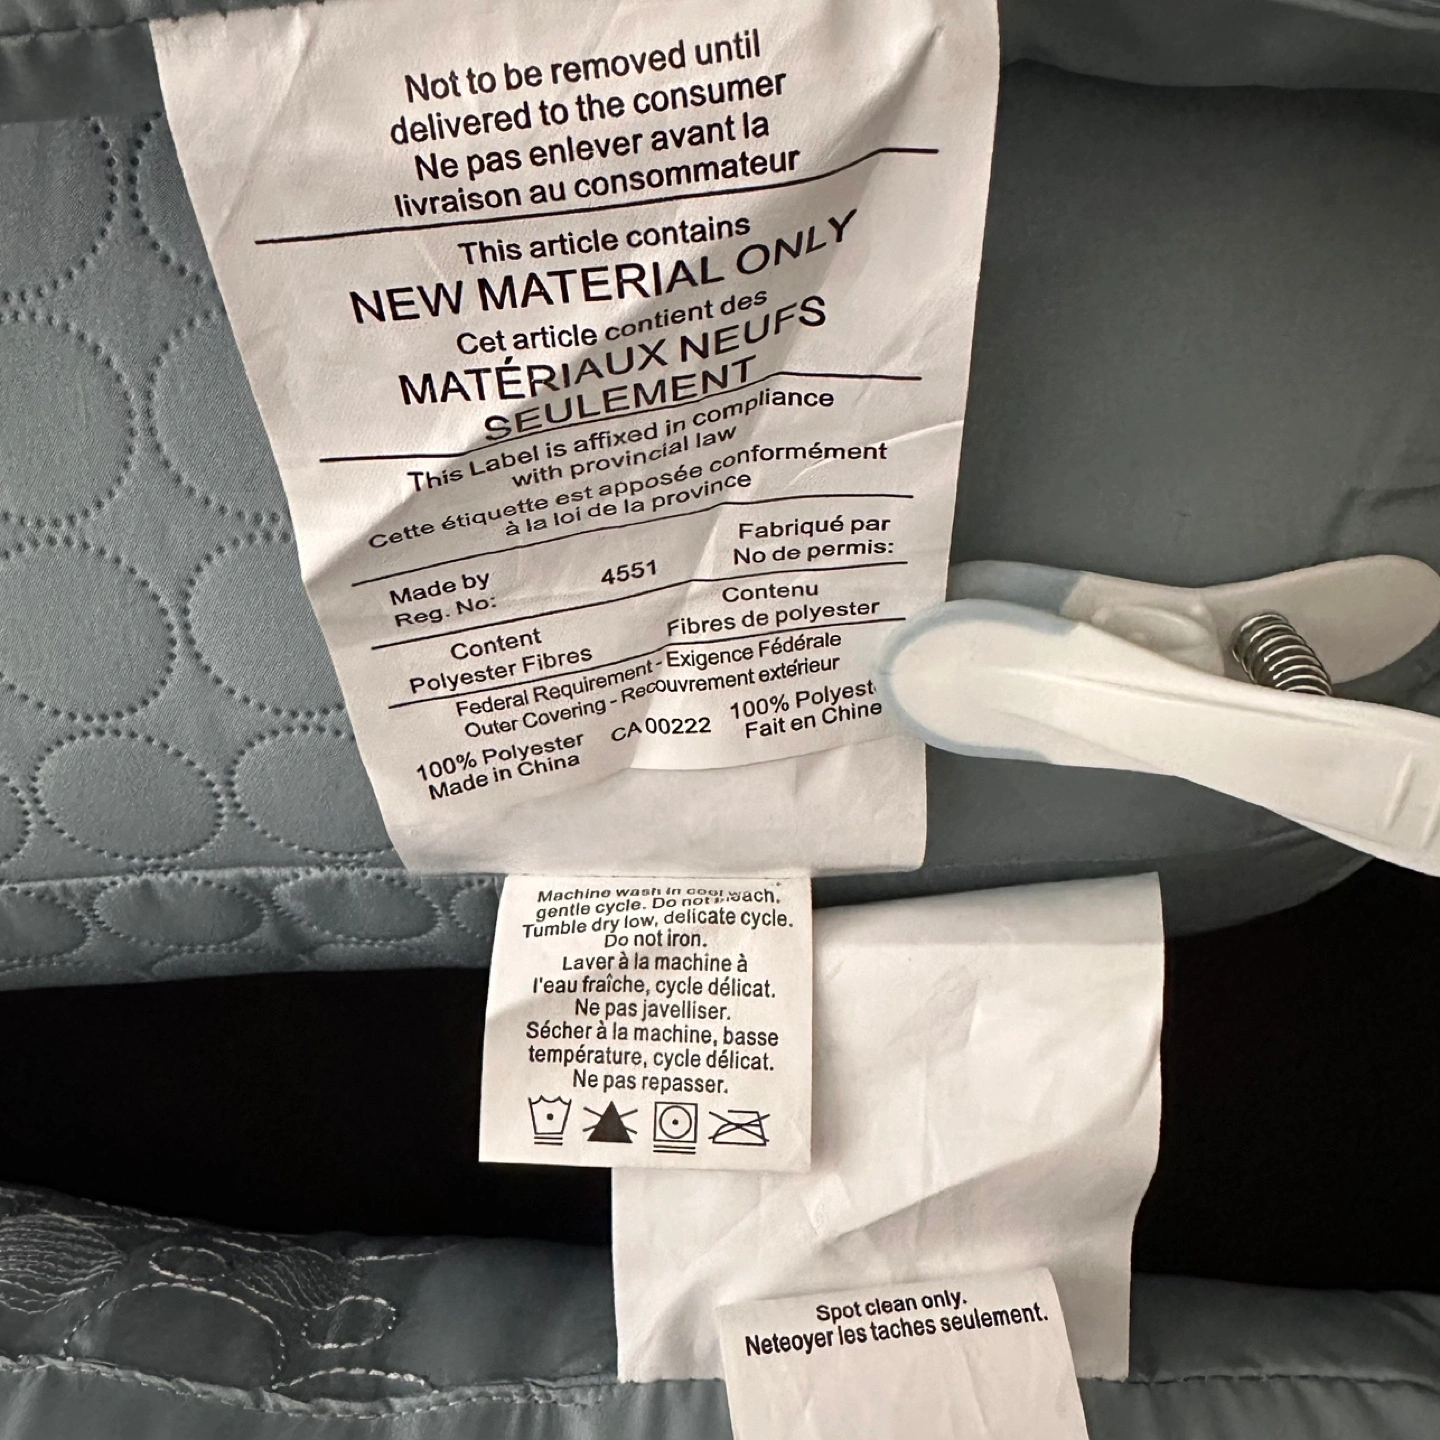 Not to be removed until
delivered to the consumer
Ne pas enlever avant la
livraison au consommateur
This article contains
NEW MATERIAL ONLY
Cet article contient des
MATÉRIAUX NEUFS
SEULEMENT
This Label is affixed in compliance
with provincial law
Cette étiquette est apposée conformément
à la loi de la province
Made by
Reg. No:
4551
Fabriqué par
No de permis:
Content
Polyester Fibres
Contenu
Fibres de polyester
Federal Requirement - Exigence Fédérale
Outer Covering - Recouvrement extérieur
100% Polyester
Made in China
CA00222
100% Polyest
Fait en Chine
Machine wash in cool
gentle cycle. Do not
Tumble dry low, delicate cycle.
Do not iron.
Laver à la machine à
l'eau fraîche, cycle délicat.
Ne pas javelliser.
Sécher à la machine, basse
température, cycle délicat.
Ne pas repasser.
Spot clean only.
Neteoyer les taches seulement.